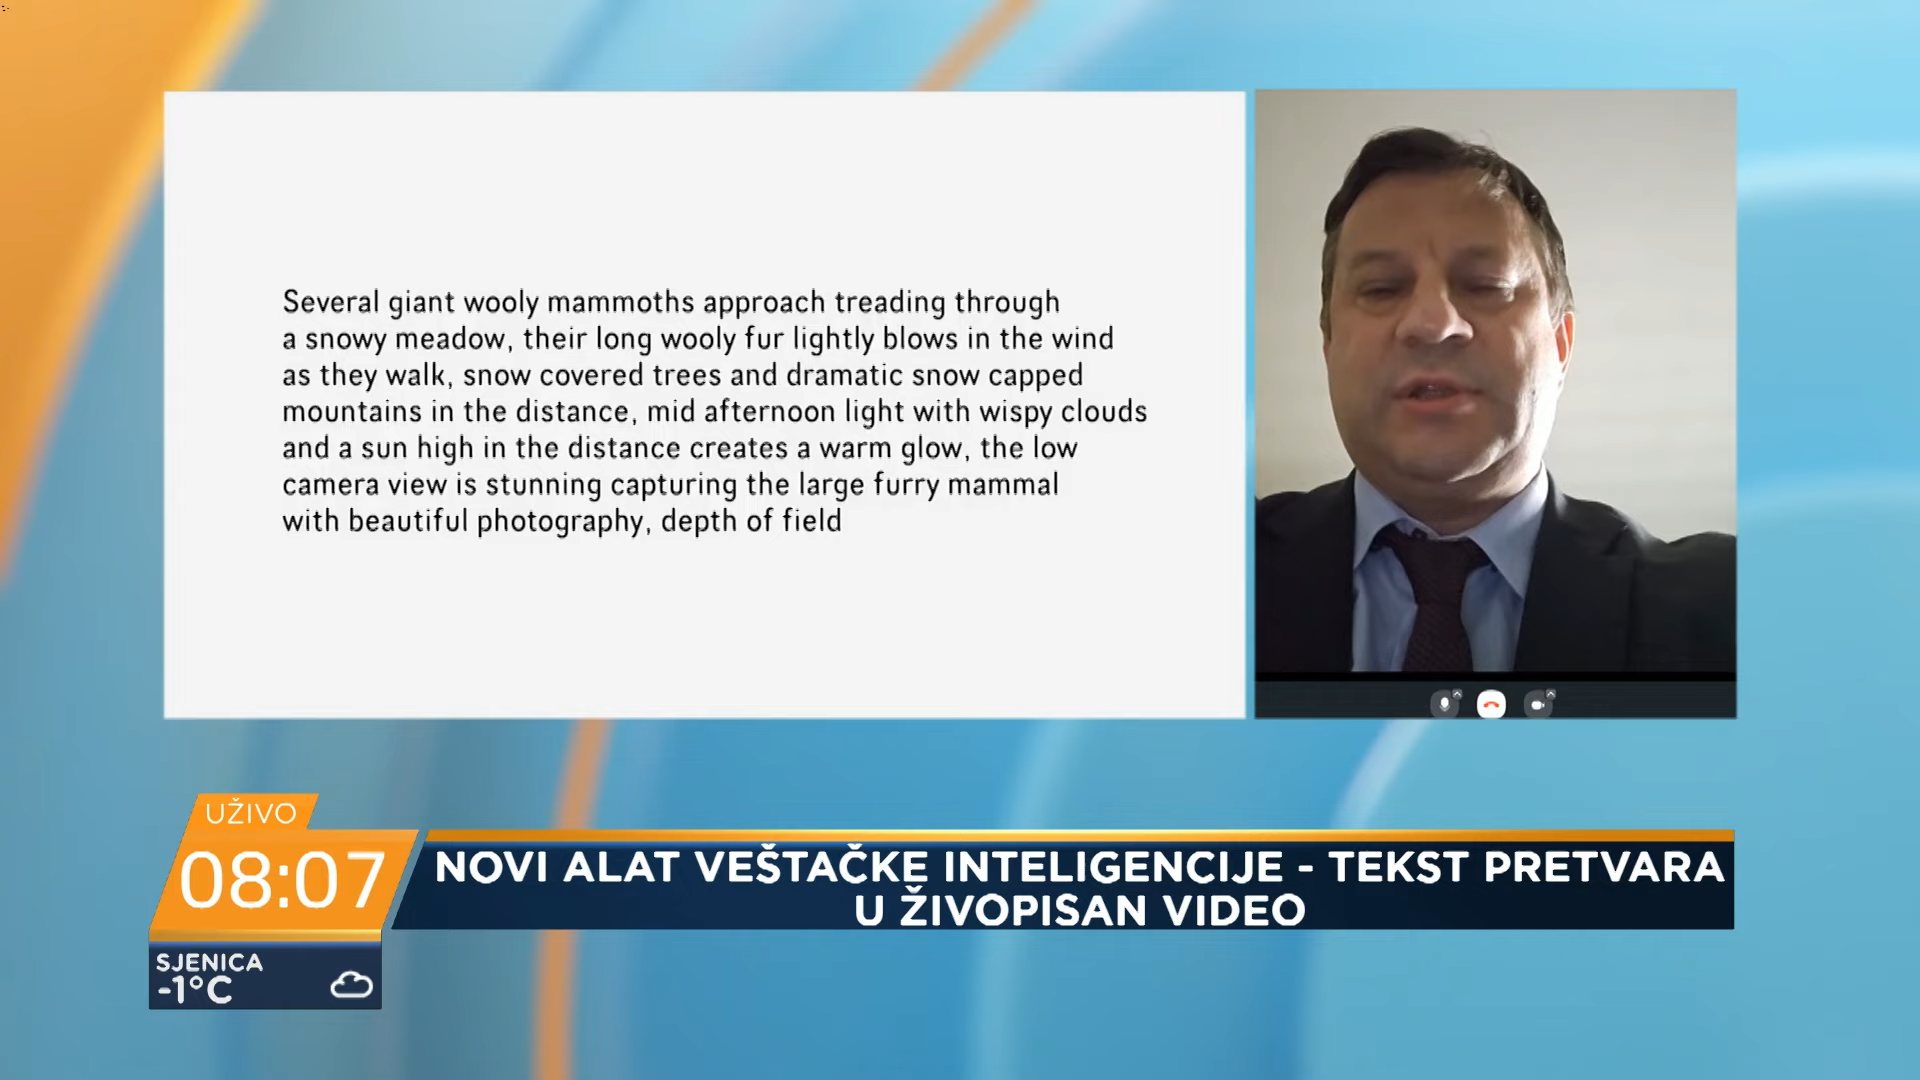 Several giant wooly mammoths approach treading through
a snowy meadow, their long wooly fur lightly blows in the wind
as they walk, snow covered trees and dramatic snow capped
mountains in the distance, mid afternoon light with wispy clouds
and a sun high in the distance creates a warm glow, the low
camera view is stunning capturing the large furry mammal
with beautiful photography, depth of field
UŽIVO
08:07
NOVI ALAT VEŠTAČKE INTELIGENCIJE - TEKST PRETVARA
U ŽIVOPISAN VIDEO
SJENICA
-1°C